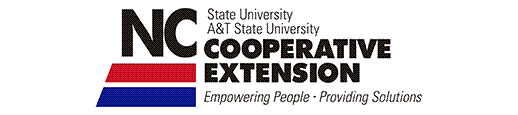 NC State University
A&T State University
COOPERATIVE
EXTENSION
Empowering People · Providing Solutions